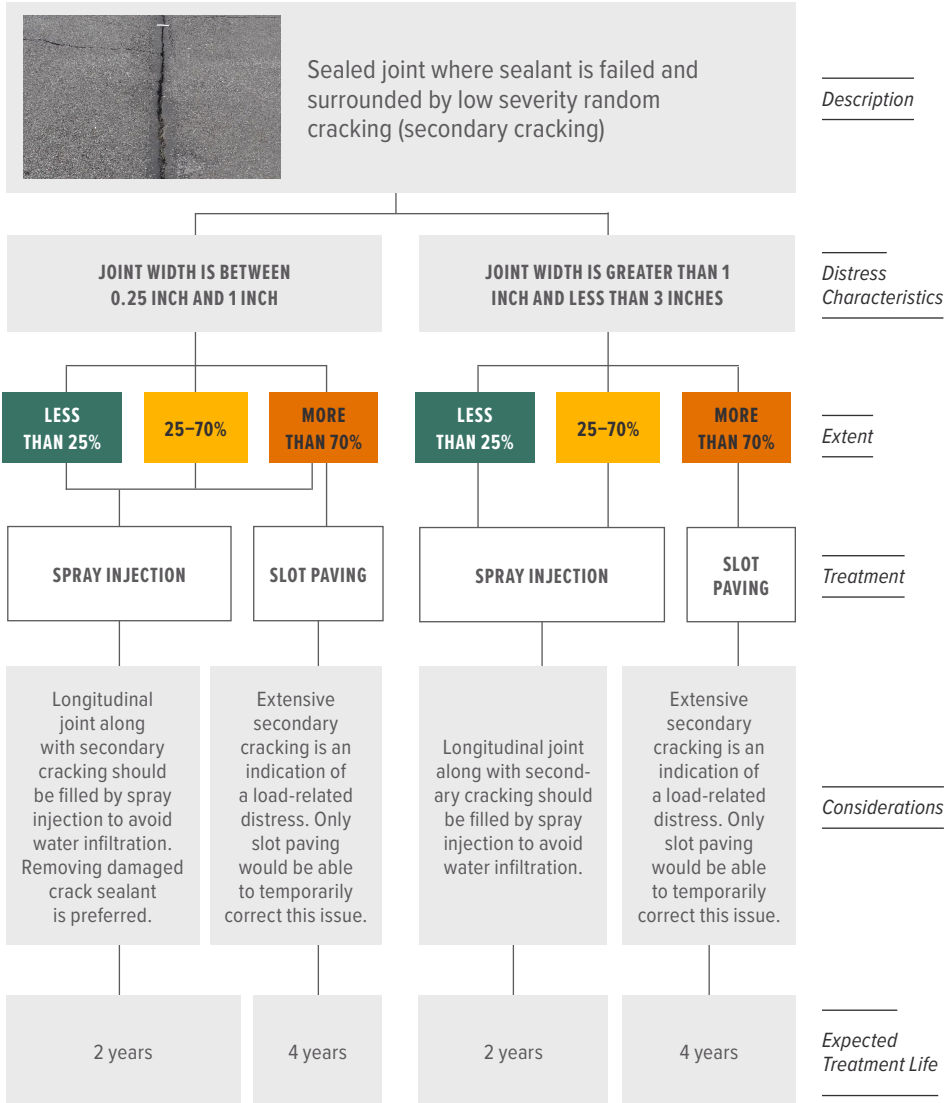 Sealed joint where sealant is failed and
surrounded by low severity random
cracking (secondary cracking)
Description
JOINT WIDTH IS BETWEEN
0.25 INCH AND 1 INCH
JOINT WIDTH IS GREATER THAN 1
INCH AND LESS THAN 3 INCHES
Distress
Characteristics
LESS
THAN 25%
25–70%
MORE
THAN 70%
LESS
THAN 25%
25–70%
MORE
THAN 70%
Extent
SPRAY INJECTION
SLOT PAVING
SPRAY INJECTION
SLOT
PAVING
Treatment
Longitudinal
joint along
with secondary
cracking should
be filled by spray
injection to avoid
water infiltration.
Removing damaged
crack sealant
is preferred.
Extensive
secondary
cracking is an
indication of
a load-related
distress. Only
slot paving
would be able
to temporarily
correct this issue.
Longitudinal joint
along with second-
ary cracking should
be filled by spray
injection to avoid
water infiltration.
Extensive
secondary
cracking is an
indication of
a load-related
distress. Only
slot paving
would be able
to temporarily
correct this issue.
Considerations
2 years
4 years
2 years
4 years
Expected
Treatment Life